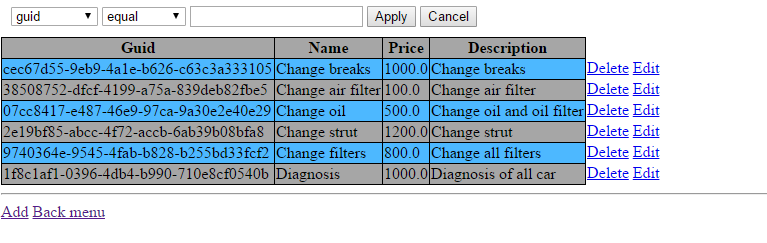 guid equal Apply Cancel
Guid Name Price Description
cec67d55-9eb9-4a1e-b626-c63c3a333105 Change breaks 1000.0 Change breaks Delete Edit
38508752-dfcf-4199-a75a-839deb82fbe5 Change air filter 100.0 Change air filter Delete Edit
07cc8417-e487-46e9-97ca-9a30e2e40e29 Change oil 500.0 Change oil and oil filter Delete Edit
2e19bf85-abcc-4f72-accb-6ab39b08bfa8 Change strut 1200.0 Change strut Delete Edit
9740364e-9545-4fab-b828-b255bd33fcf2 Change filters 800.0 Change all filters Delete Edit
1f8c1af1-0396-4db4-b990-710e8cf0540b Diagnosis 1000.0 Diagnosis of all car Delete Edit
Add Back menu